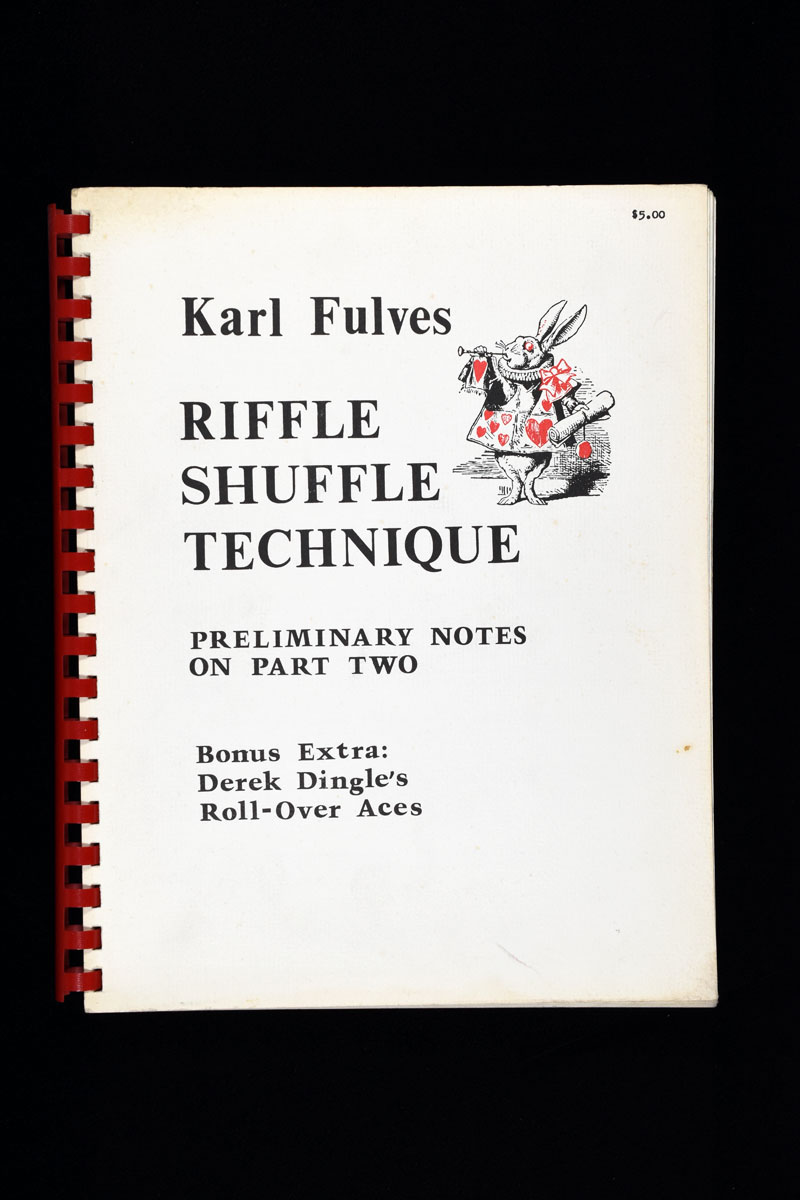 $5.00
Karl Fulves
RIFFLE
SHUFFLE
TECHNIQUE
PRELIMINARY NOTES
ON PART TWO
Bonus Extra:
Derek Dingle's
Roll-Over Aces